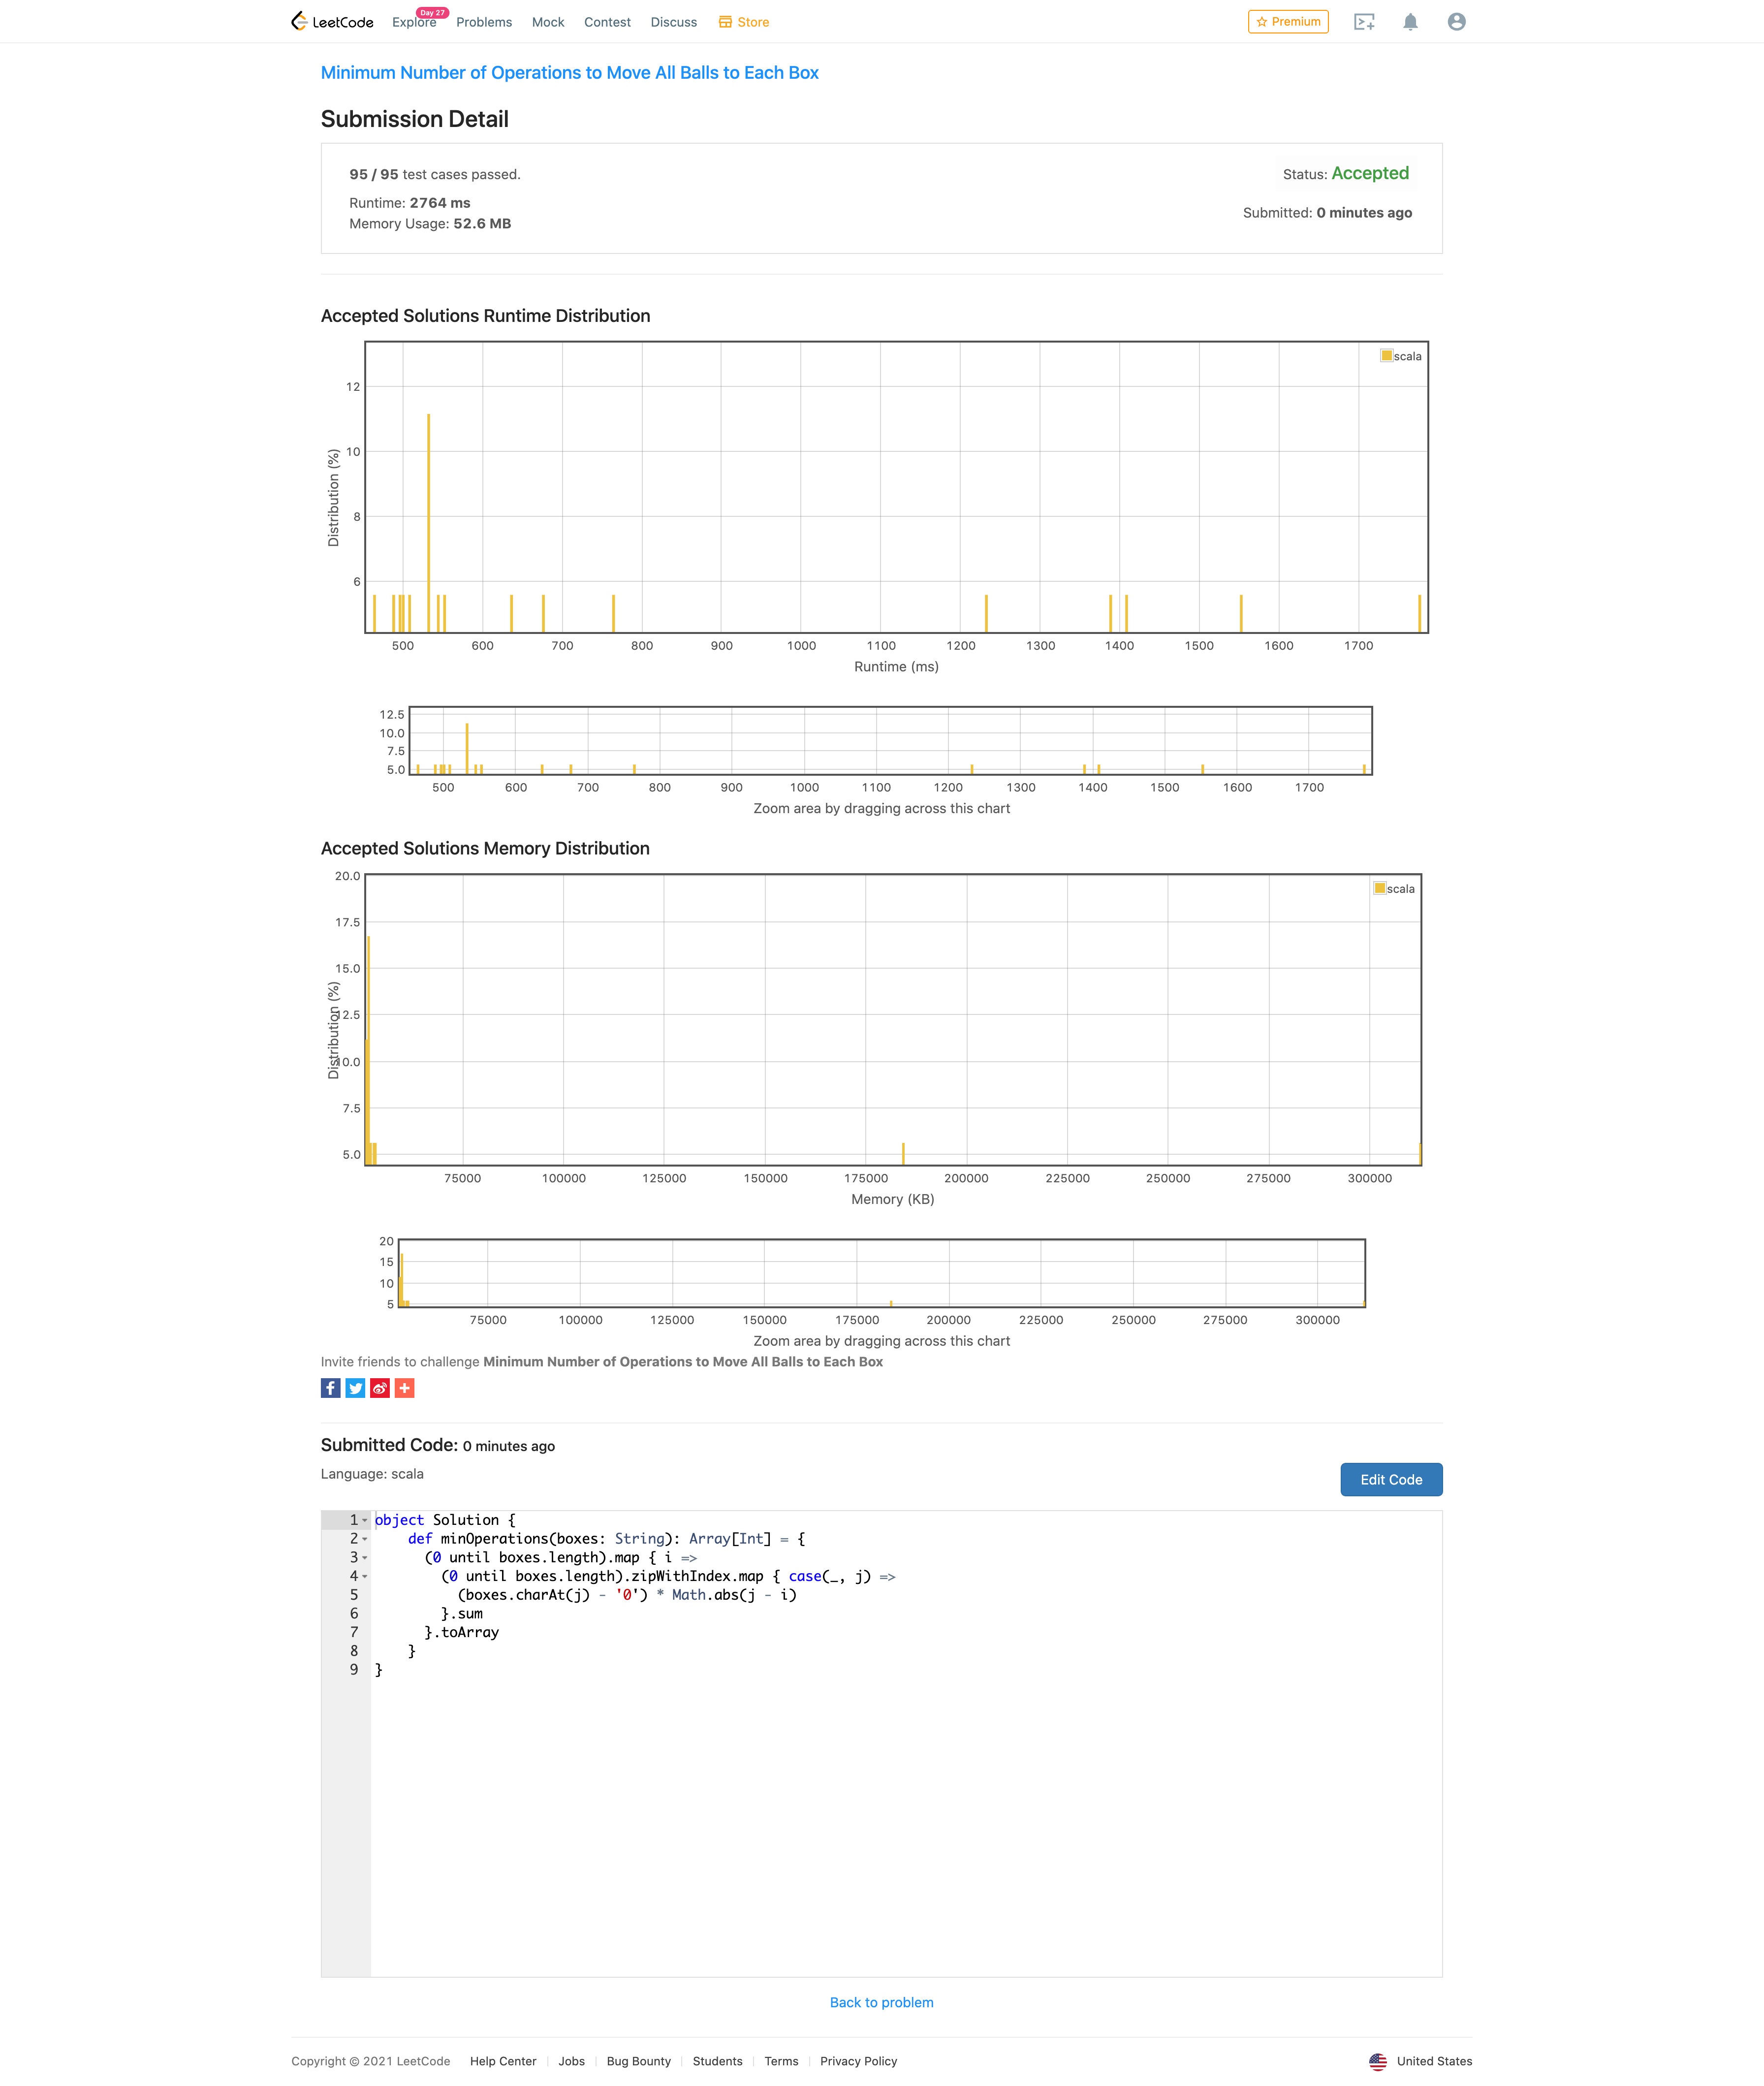 LeetCode
Explore
Day 27
Problems
Mock
Contest
Discuss
Store
Premium
Minimum Number of Operations to Move All Balls to Each Box
Submission Detail
95 / 95 test cases passed.
Status: Accepted
Runtime: 2764 ms
Submitted: 0 minutes ago
Memory Usage: 52.6 MB
Accepted Solutions Runtime Distribution
scala
12
10
8
6
Distribution (%)
500 600 700 800 900 1000 1100 1200 1300 1400 1500 1600 1700
Runtime (ms)
12.5
10.0
7.5
5.0
500 600 700 800 900 1000 1100 1200 1300 1400 1500 1600 1700
Zoom area by dragging across this chart
Accepted Solutions Memory Distribution
scala
20.0
17.5
15.0
12.5
10.0
7.5
5.0
Distribution (%)
75000 100000 125000 150000 175000 200000 225000 250000 275000 300000
Memory (KB)
20
15
10
5
75000 100000 125000 150000 175000 200000 225000 250000 275000 300000
Zoom area by dragging across this chart
Invite friends to challenge Minimum Number of Operations to Move All Balls to Each Box
Submitted Code: 0 minutes ago
Language: scala
Edit Code
1 object Solution {
2     def minOperations(boxes: String): Array[Int] = {
3       (0 until boxes.length).map { i =>
4         (0 until boxes.length).zipWithIndex.map { case(_, j) =>
5           (boxes.charAt(j) - '0') * Math.abs(j - i)
6         }.sum
7       }.toArray
8     }
9 }
Back to problem
Copyright © 2021 LeetCode
Help Center
Jobs
Bug Bounty
Students
Terms
Privacy Policy
United States